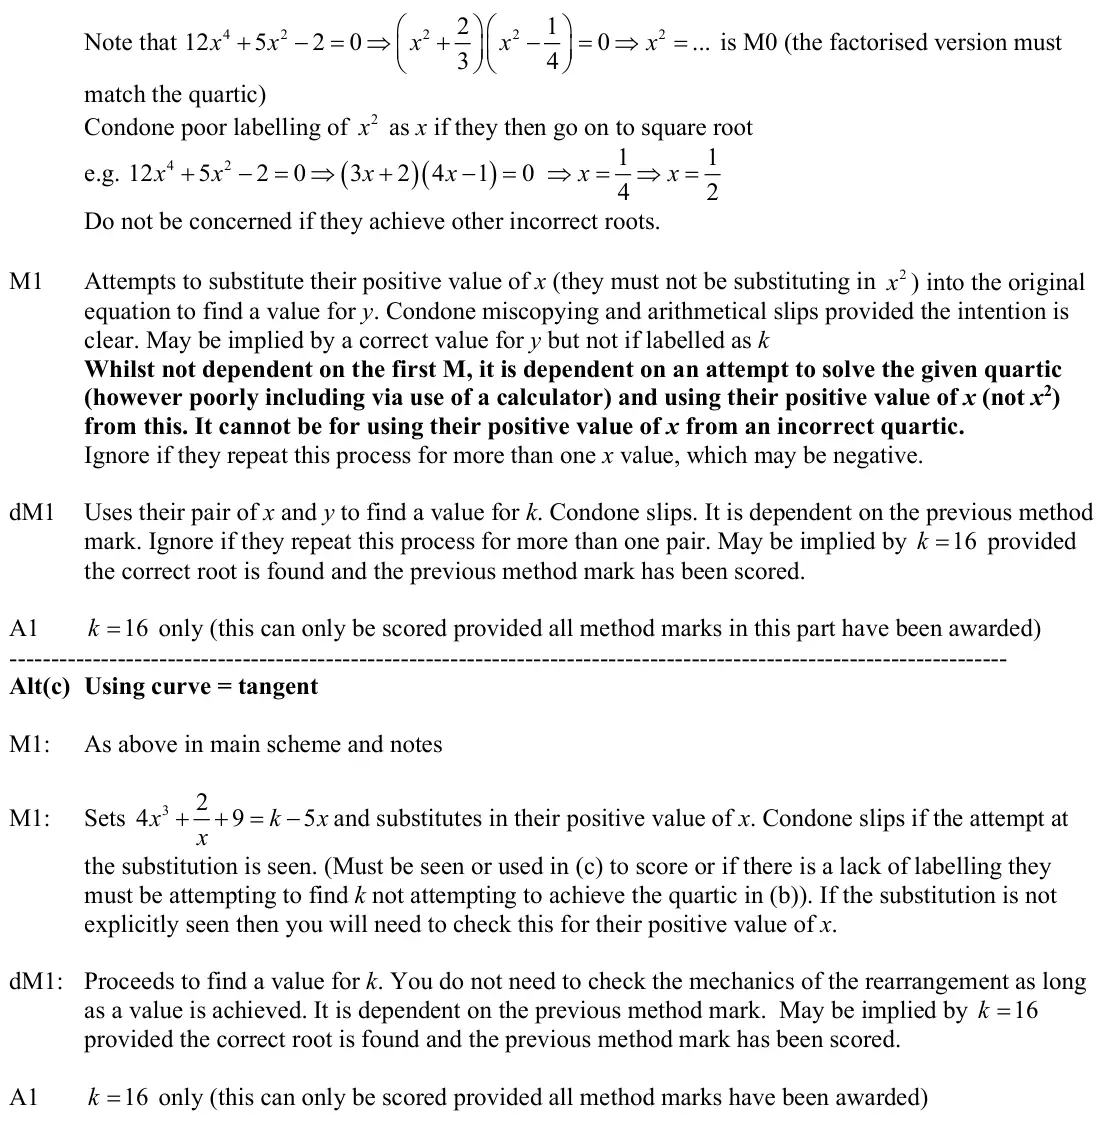 Note that 12x⁴ + 5x² − 2 = 0 ⇒ (x² + 2/3)(x² − 1/4) = 0 ⇒ x² = ... is M0 (the factorised version must
match the quartic)
Condone poor labelling of x² as x if they then go on to square root
e.g. 12x⁴ + 5x² − 2 = 0 ⇒ (3x + 2)(4x − 1) = 0 ⇒ x = 1/4 ⇒ x = 1/2
Do not be concerned if they achieve other incorrect roots.
M1 Attempts to substitute their positive value of x (they must not be substituting in x²) into the original
equation to find a value for y. Condone miscopying and arithmetical slips provided the intention is
clear. May be implied by a correct value for y but not if labelled as k
Whilst not dependent on the first M, it is dependent on an attempt to solve the given quartic
(however poorly including via use of a calculator) and using their positive value of x (not x²)
from this. It cannot be for using their positive value of x from an incorrect quartic.
Ignore if they repeat this process for more than one x value, which may be negative.
dM1 Uses their pair of x and y to find a value for k. Condone slips. It is dependent on the previous method
mark. Ignore if they repeat this process for more than one pair. May be implied by k = 16 provided
the correct root is found and the previous method mark has been scored.
A1 k = 16 only (this can only be scored provided all method marks in this part have been awarded)
-----------------------------------------------------------------------------------------------------------------------
Alt(c) Using curve = tangent
M1: As above in main scheme and notes
M1: Sets 4x³ + 2/x + 9 = k − 5x and substitutes in their positive value of x. Condone slips if the attempt at
the substitution is seen. (Must be seen or used in (c) to score or if there is a lack of labelling they
must be attempting to find k not attempting to achieve the quartic in (b)). If the substitution is not
explicitly seen then you will need to check this for their positive value of x.
dM1: Proceeds to find a value for k. You do not need to check the mechanics of the rearrangement as long
as a value is achieved. It is dependent on the previous method mark. May be implied by k = 16
provided the correct root is found and the previous method mark has been scored.
A1 k = 16 only (this can only be scored provided all method marks have been awarded)